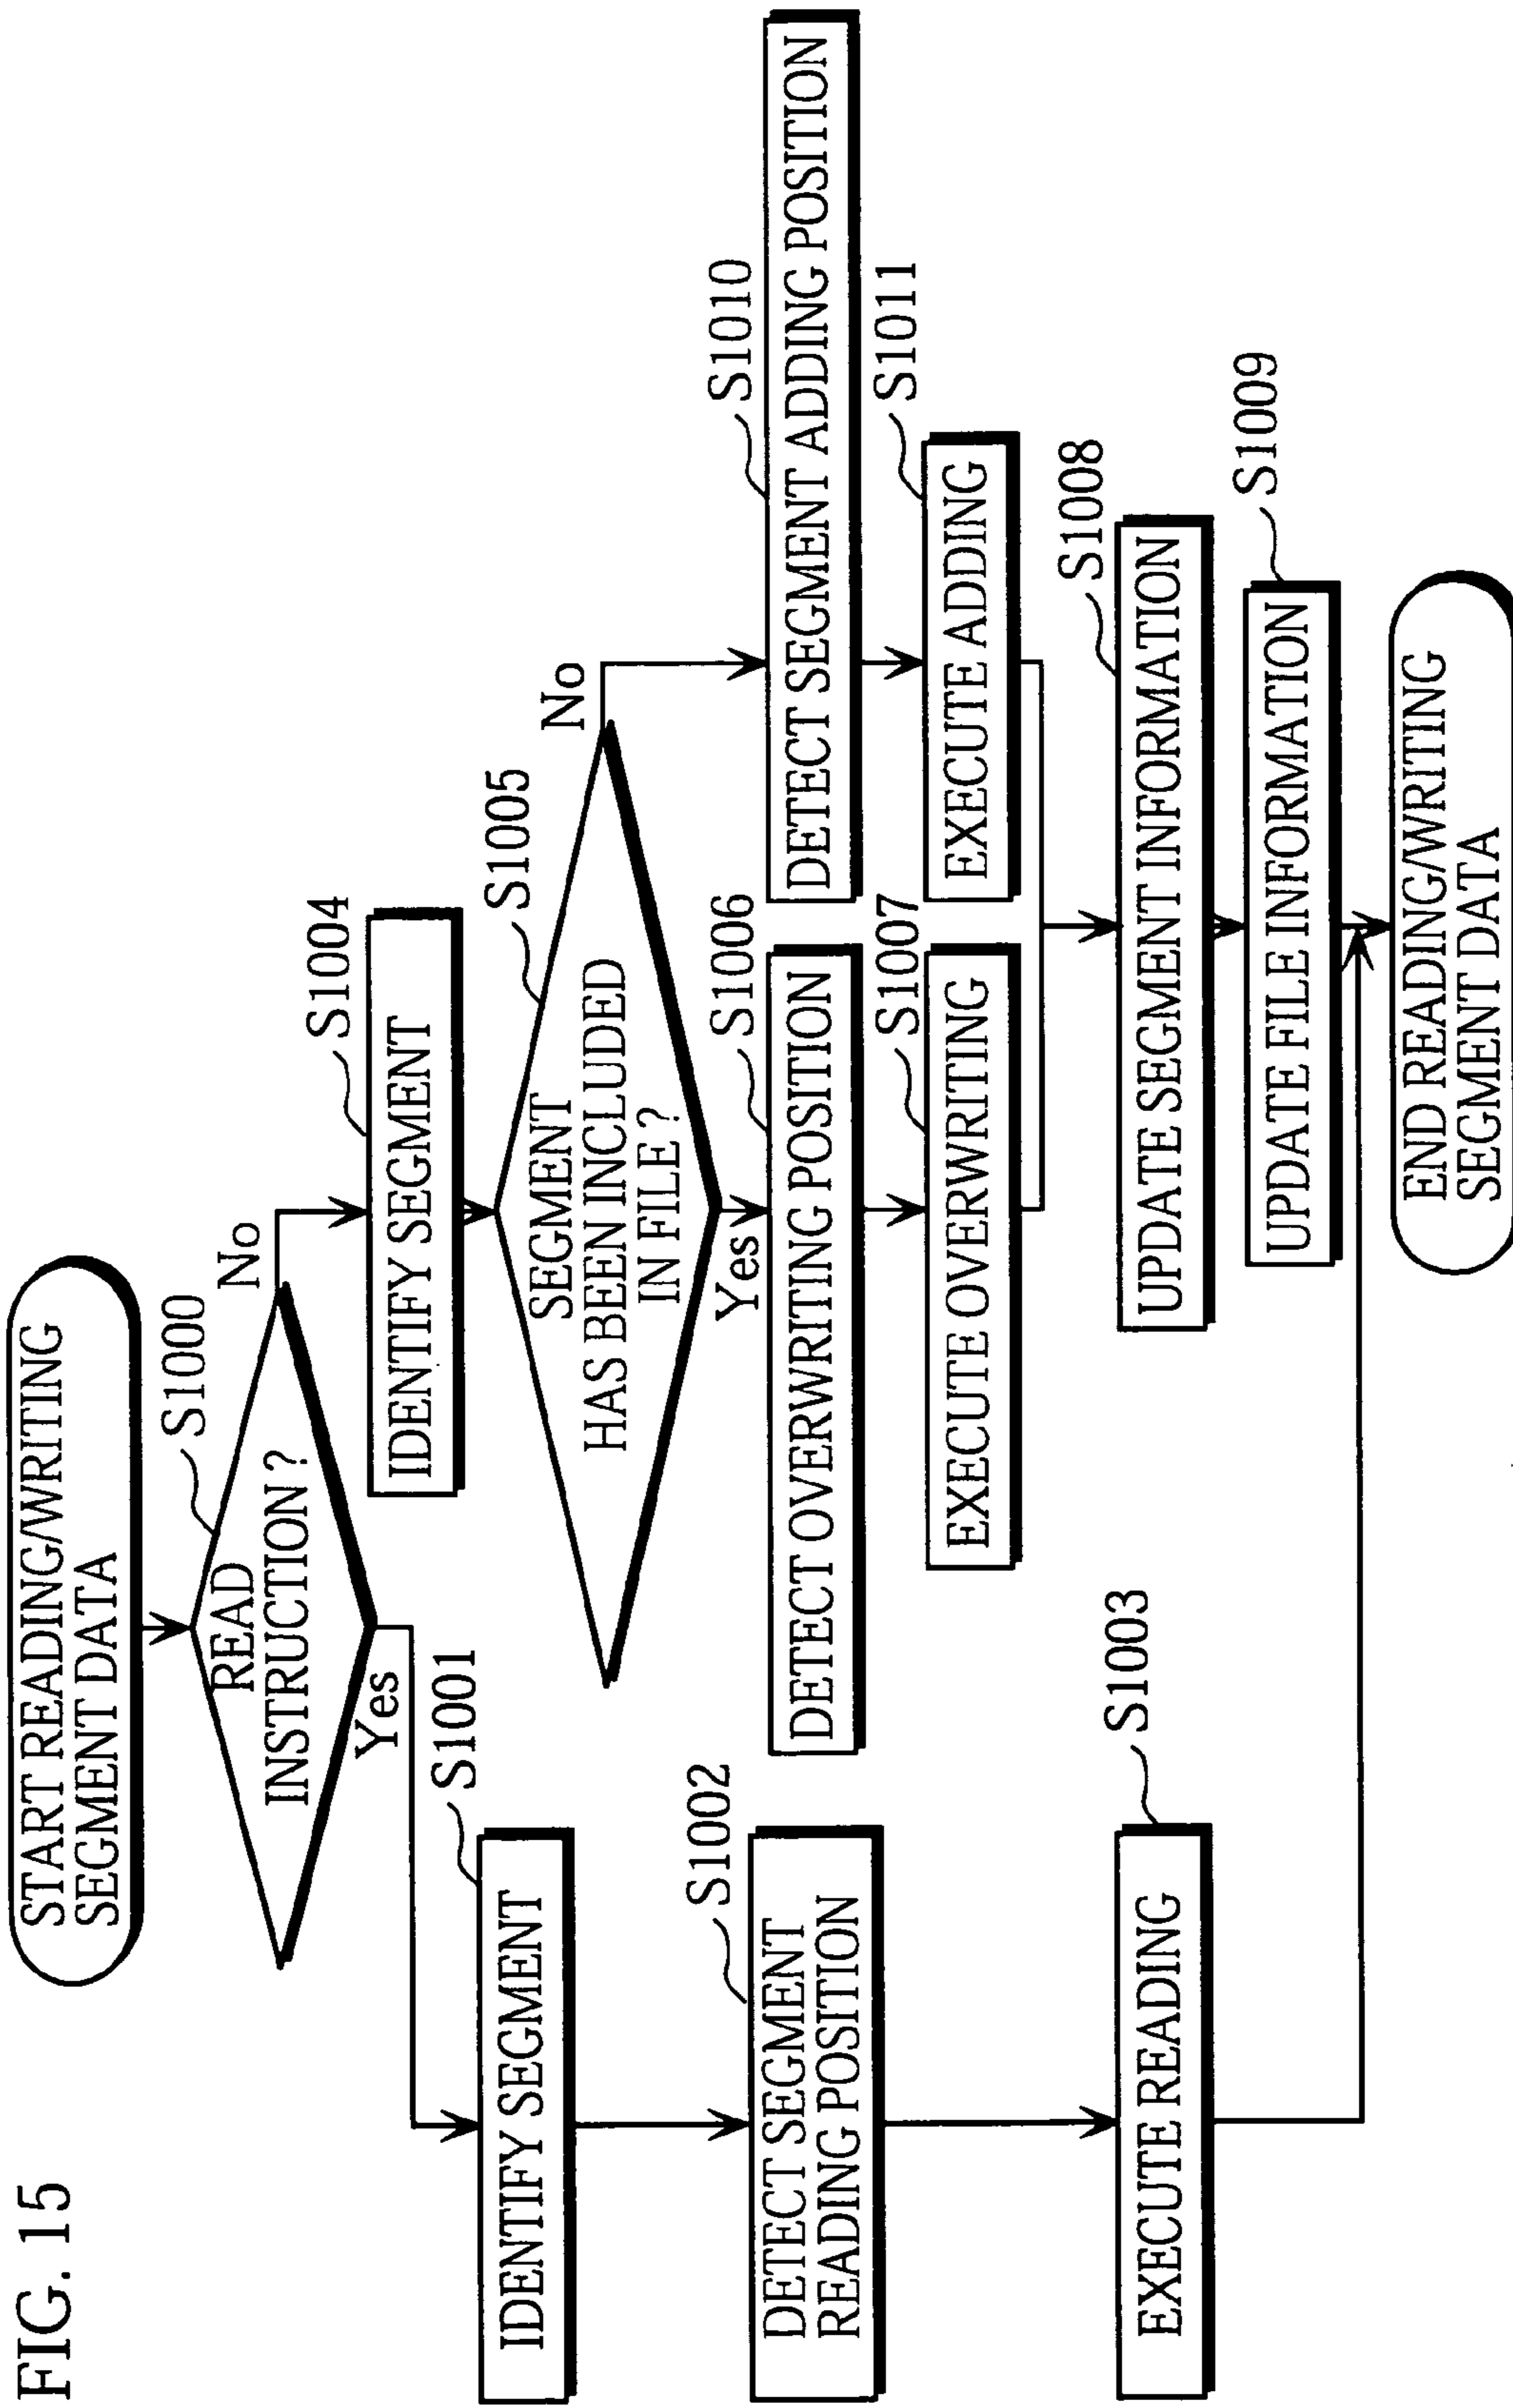 FIG. 15
START READING/WRITING
SEGMENT DATA
S1000
READ
INSTRUCTION ?
No
Yes
S1001
IDENTIFY SEGMENT
S1002
DETECT SEGMENT
READING POSITION
S1003
EXECUTE READING
S1004
IDENTIFY SEGMENT
S1005
SEGMENT
HAS BEEN INCLUDED
IN FILE ?
No
Yes
S1006
DETECT OVERWRITING POSITION
S1007
EXECUTE OVERWRITING
S1010
DETECT SEGMENT ADDING POSITION
S1011
EXECUTE ADDING
S1008
UPDATE SEGMENT INFORMATION
S1009
UPDATE FILE INFORMATION
END READING/WRITING
SEGMENT DATA